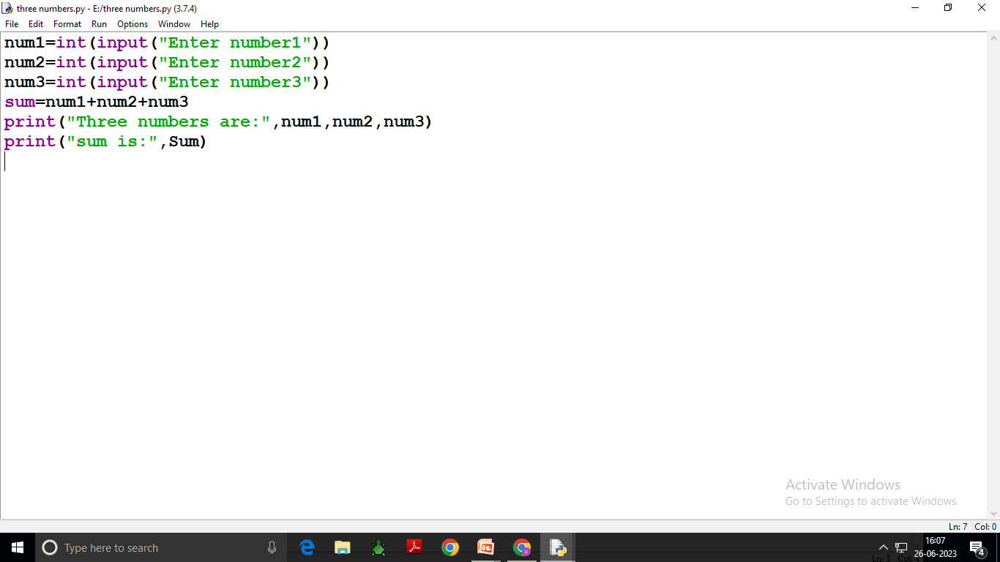 three numbers.py - E:/three numbers.py (3.7.4)
File Edit Format Run Options Window Help
num1=int(input("Enter number1"))
num2=int(input("Enter number2"))
num3=int(input("Enter number3"))
sum=num1+num2+num3
print("Three numbers are:",num1,num2,num3)
print("sum is:",Sum)
Activate Windows
Go to Settings to activate Windows.
Ln: 7 Col: 0
Type here to search
16:07
26-06-2023
4